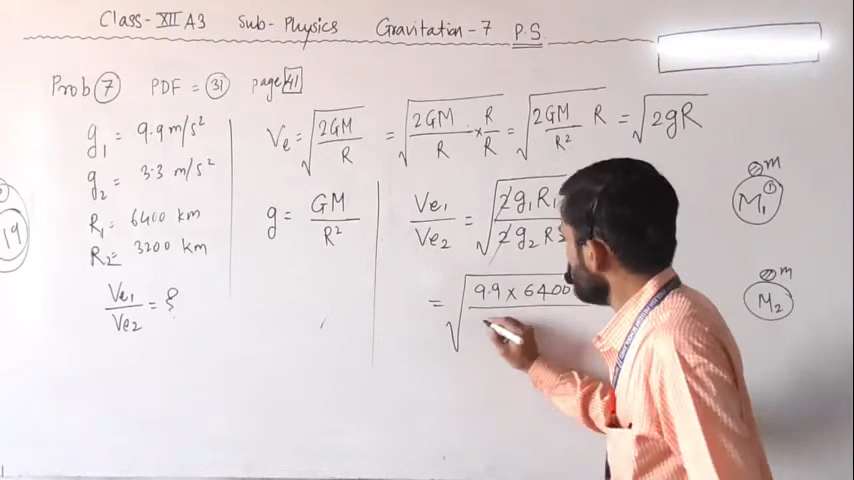 Class-XII A3 Sub-Physics Gravitation-7 P.S
Prob 7 PDF = 31 page 41
g₁ = 9.9 m/s²
g₂ = 3.3 m/s²
R₁ = 6400 km
R₂ = 3200 km
Ve₁/Ve₂ = ?
19
Ve = √(2GM/R) = √(2GM/R × R/R) = √(2GM/R² R) = √2gR
g = GM/R²
Ve₁/Ve₂ = √(2g₁R₁/2g₂R
= √(9.9 × 6400
m
M₁
m
M₂